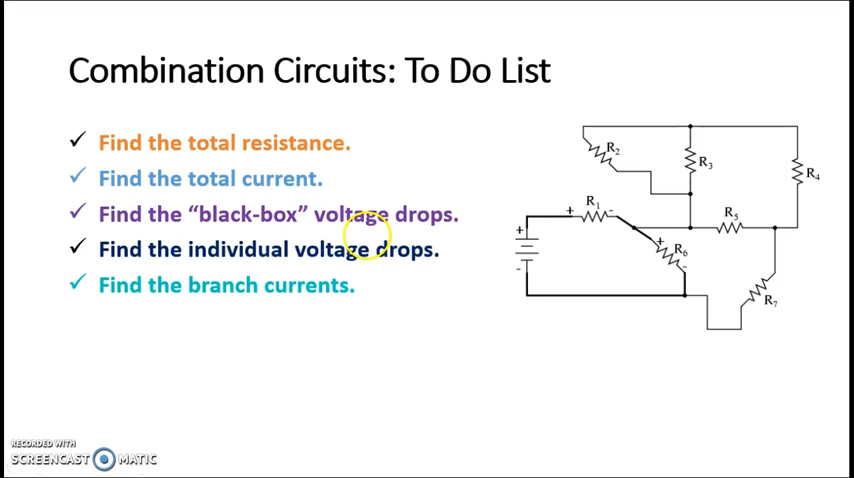 Combination Circuits: To Do List
✓ Find the total resistance.
✓ Find the total current.
✓ Find the “black-box” voltage drops.
✓ Find the individual voltage drops.
✓ Find the branch currents.
R2
R3
R4
R1
R5
+ -
+
+
R6
-
-
R7
RECORDED WITH
SCREENCAST MATIC